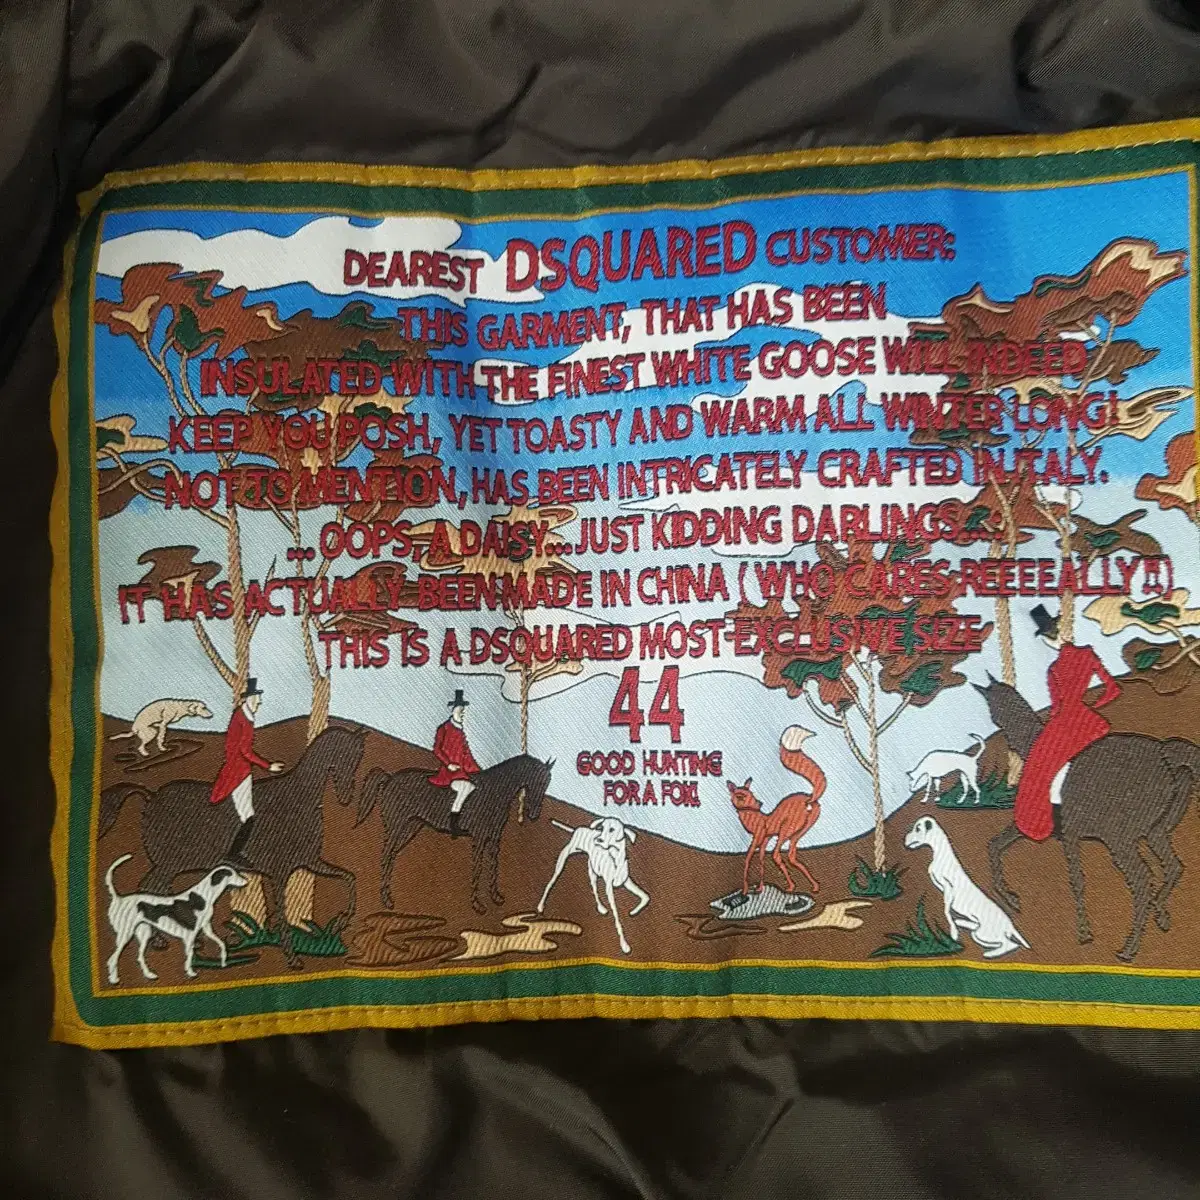 DEAREST DSQUARED CUSTOMER:
THIS GARMENT, THAT HAS BEEN
INSULATED WITH THE FINEST WHITE GOOSE WILL INDEED
KEEP YOU POSH, YET TOASTY AND WARM ALL WINTER LONG!
NOT TO MENTION, HAS BEEN INTRICATELY CRAFTED IN ITALY.
... OOPS, A DAISY... JUST KIDDING DARLINGS...:
IT HAS ACTUALLY BEEN MADE IN CHINA ( WHO CARES REEEEALLY!!)
THIS IS A DSQUARED MOST EXCLUSIVE SIZE
44
GOOD HUNTING
FOR A FOX!